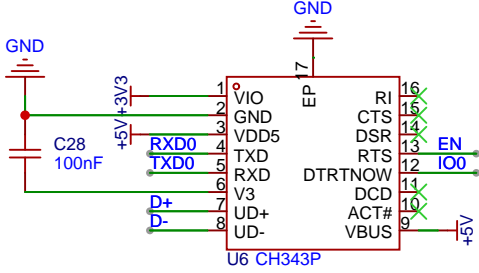 GND
GND
+3V3
+5V
C28
100nF
RXD0
TXD0
D+
D-
EP 17
1 VIO
2 GND
3 VDD5
4 TXD
5 RXD
6 V3
7 UD+
8 UD-
RI 16
CTS 15
DSR 14
RTS 13
DTRTNOW 12
DCD 11
ACT# 10
VBUS 9
EN
IO0
+5V
U6 CH343P